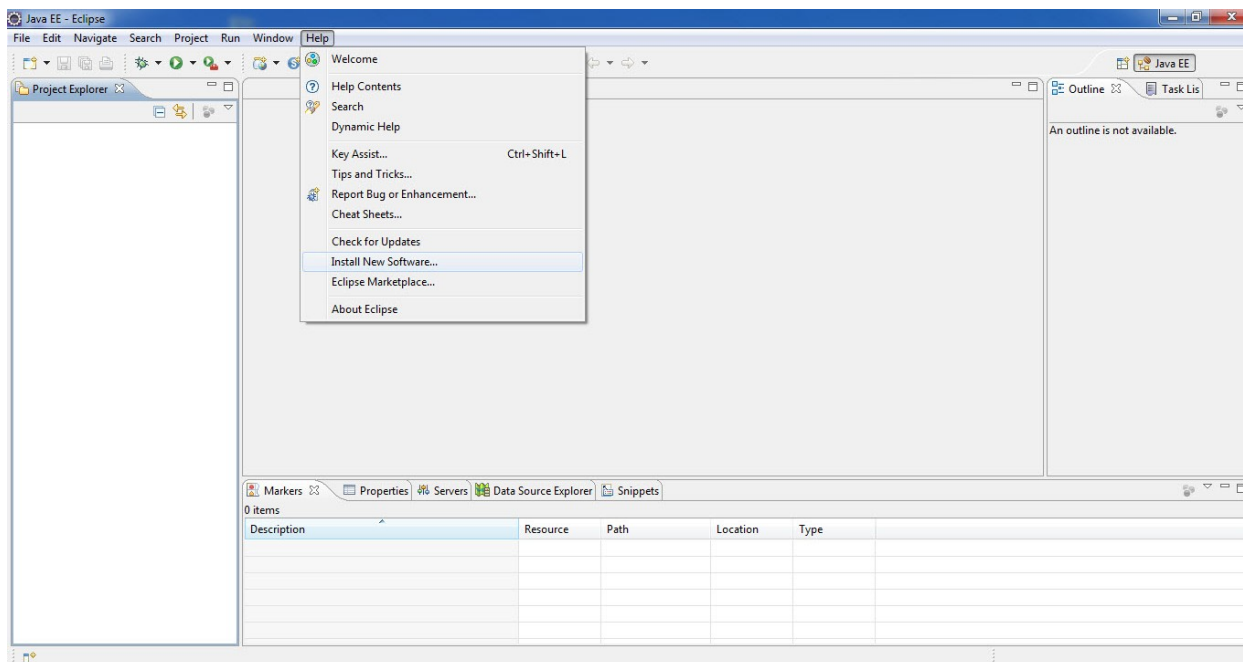 Java EE - Eclipse
File Edit Navigate Search Project Run Window Help
Java EE
Project Explorer
Welcome
Help Contents
Search
Dynamic Help
Key Assist... Ctrl+Shift+L
Tips and Tricks...
Report Bug or Enhancement...
Cheat Sheets...
Check for Updates
Install New Software...
Eclipse Marketplace...
About Eclipse
Outline Task Lis
An outline is not available.
Markers Properties Servers Data Source Explorer Snippets
0 items
Description Resource Path Location Type